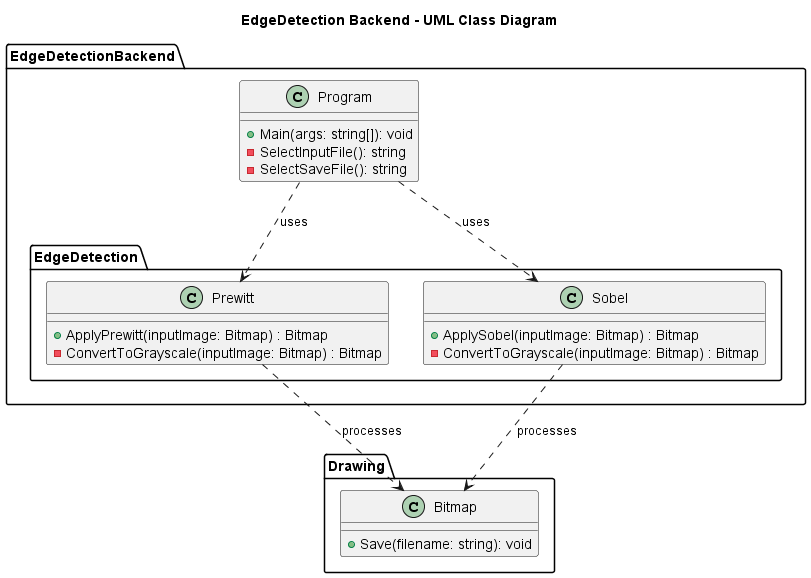 EdgeDetection Backend - UML Class Diagram
EdgeDetectionBackend
C Program
Main(args: string[]): void
SelectInputFile(): string
SelectSaveFile(): string
uses
uses
EdgeDetection
C Prewitt
ApplyPrewitt(inputImage: Bitmap) : Bitmap
ConvertToGrayscale(inputImage: Bitmap) : Bitmap
C Sobel
ApplySobel(inputImage: Bitmap) : Bitmap
ConvertToGrayscale(inputImage: Bitmap) : Bitmap
processes
processes
Drawing
C Bitmap
Save(filename: string): void